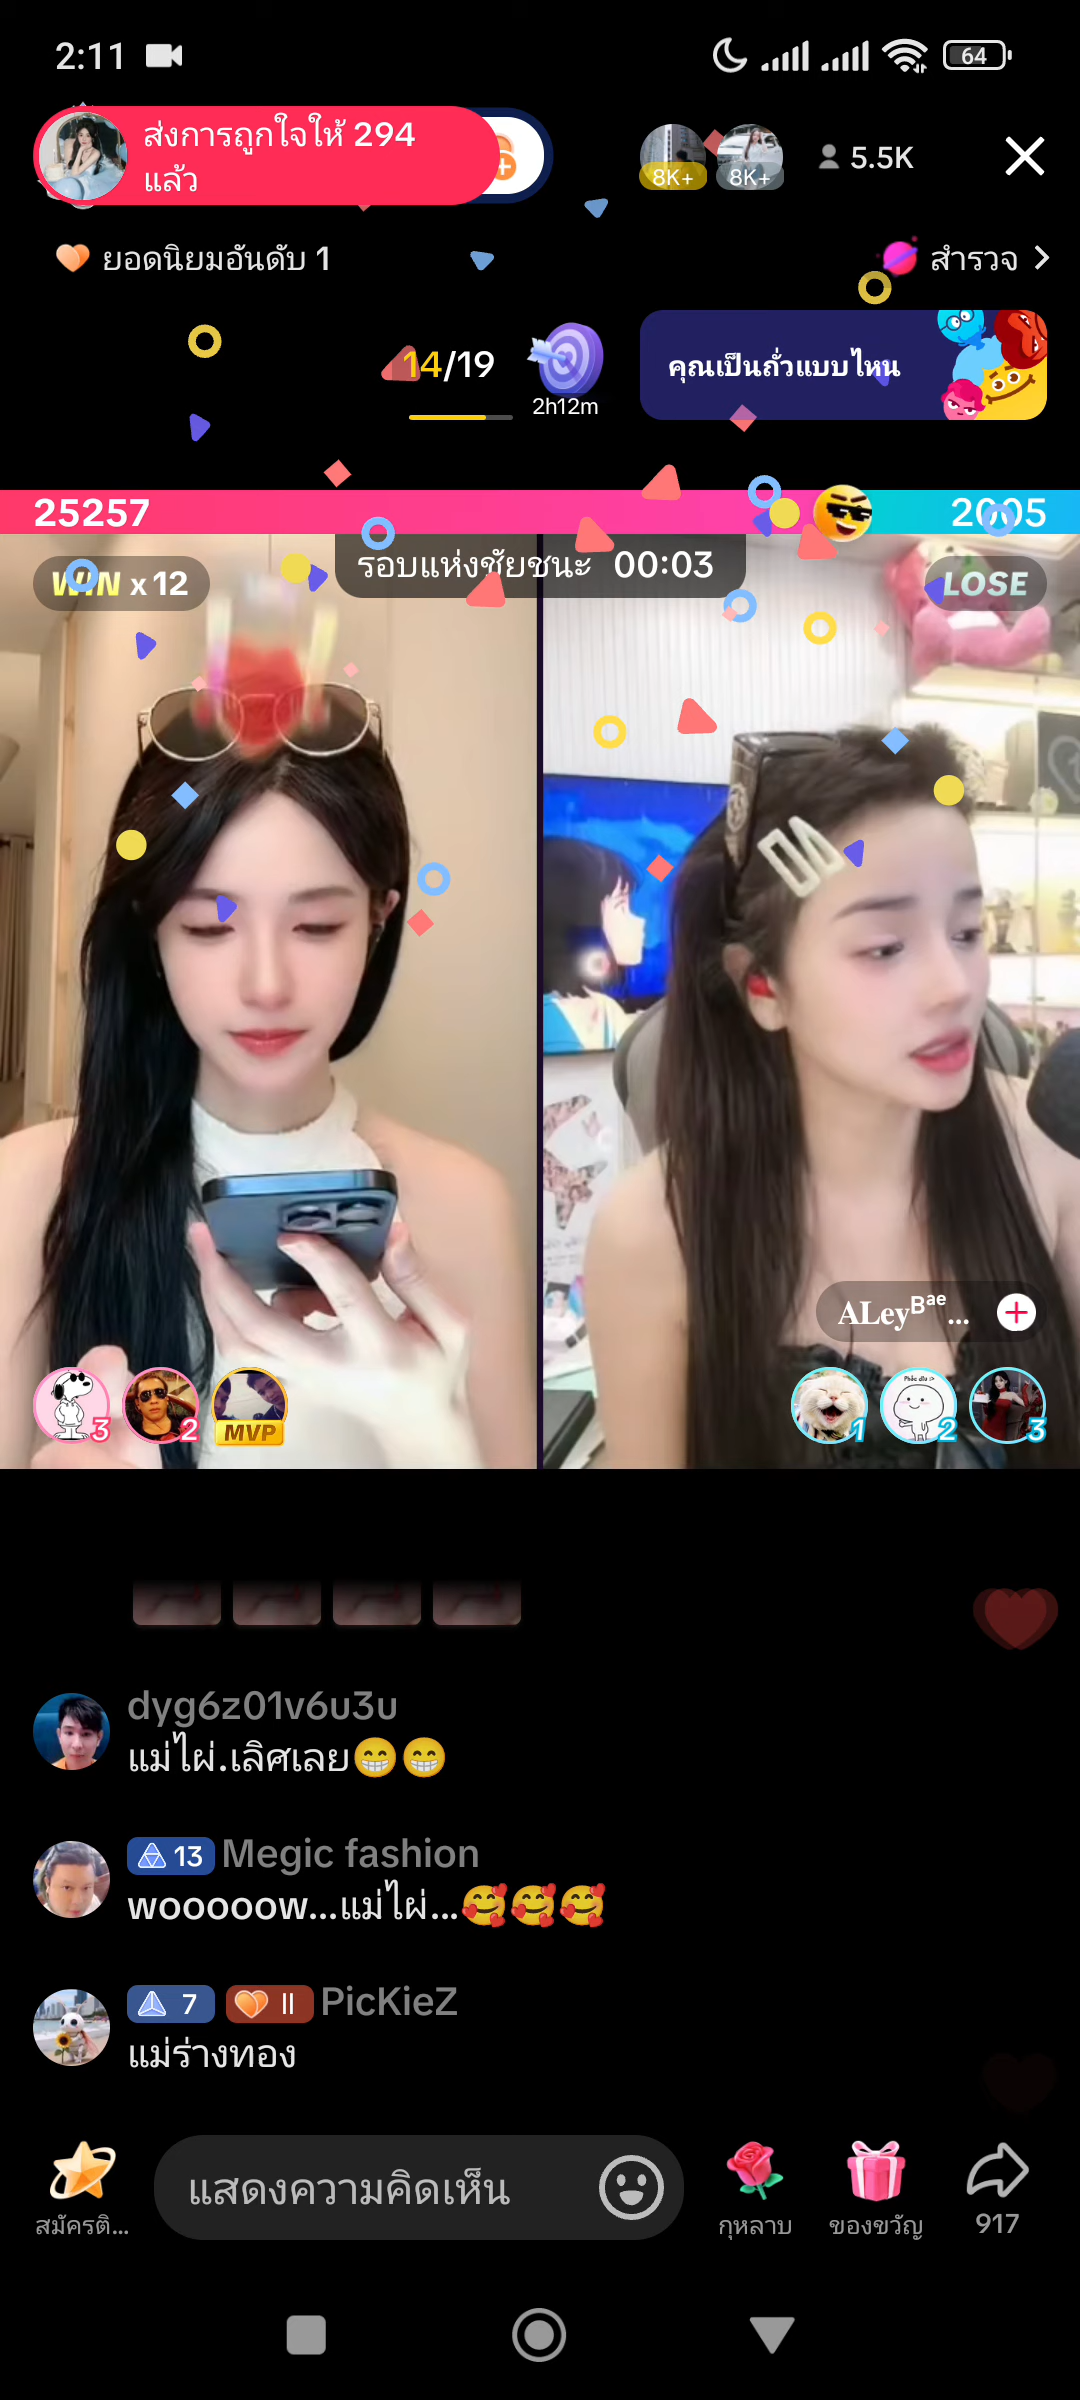 2:11
64
ส่งการถูกใจให้ 294
แล้ว
8K+
8K+
5.5K
ยอดนิยมอันดับ 1
สำรวจ
14/19
2h12m
คุณเป็นถั่วแบบไหน
25257
2005
รอบแห่งชัยชนะ 00:03
WIN x 12
LOSE
ALeyBae...
3
2
MVP
1
2
3
dyg6z01v6u3u
แม่ไผ่.เลิศเลย😁😁
13 Megic fashion
wooooow...แม่ไผ่...🥰🥰🥰
7 II PicKieZ
แม่ร่างทอง
สมัครติ...
แสดงความคิดเห็น
กุหลาบ
ของขวัญ
917